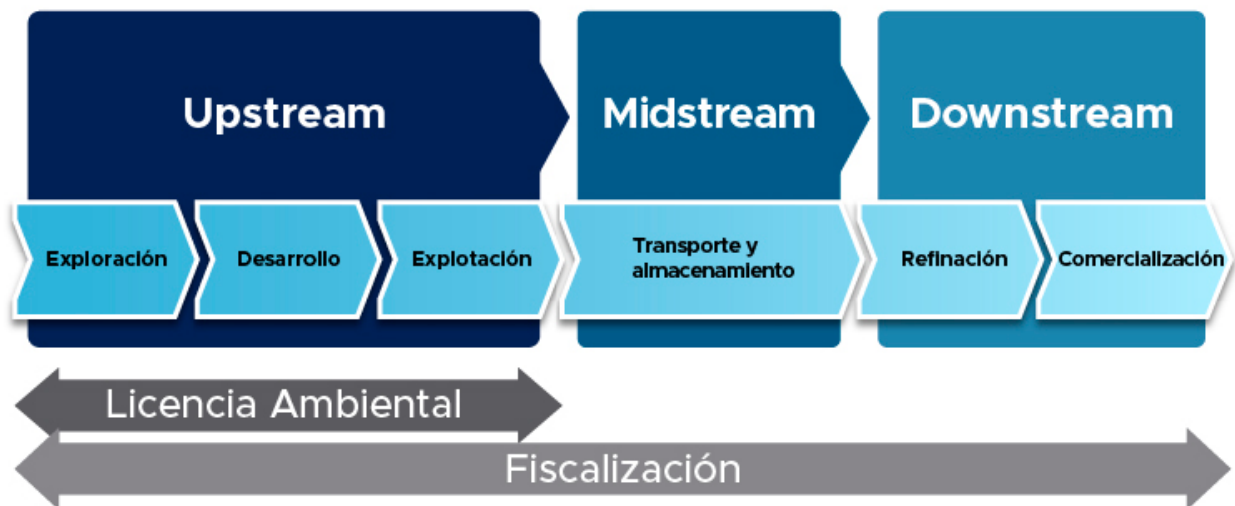 Upstream
Midstream
Downstream
Exploración
Desarrollo
Explotación
Transporte y
almacenamiento
Refinación
Comercialización
Licencia Ambiental
Fiscalización